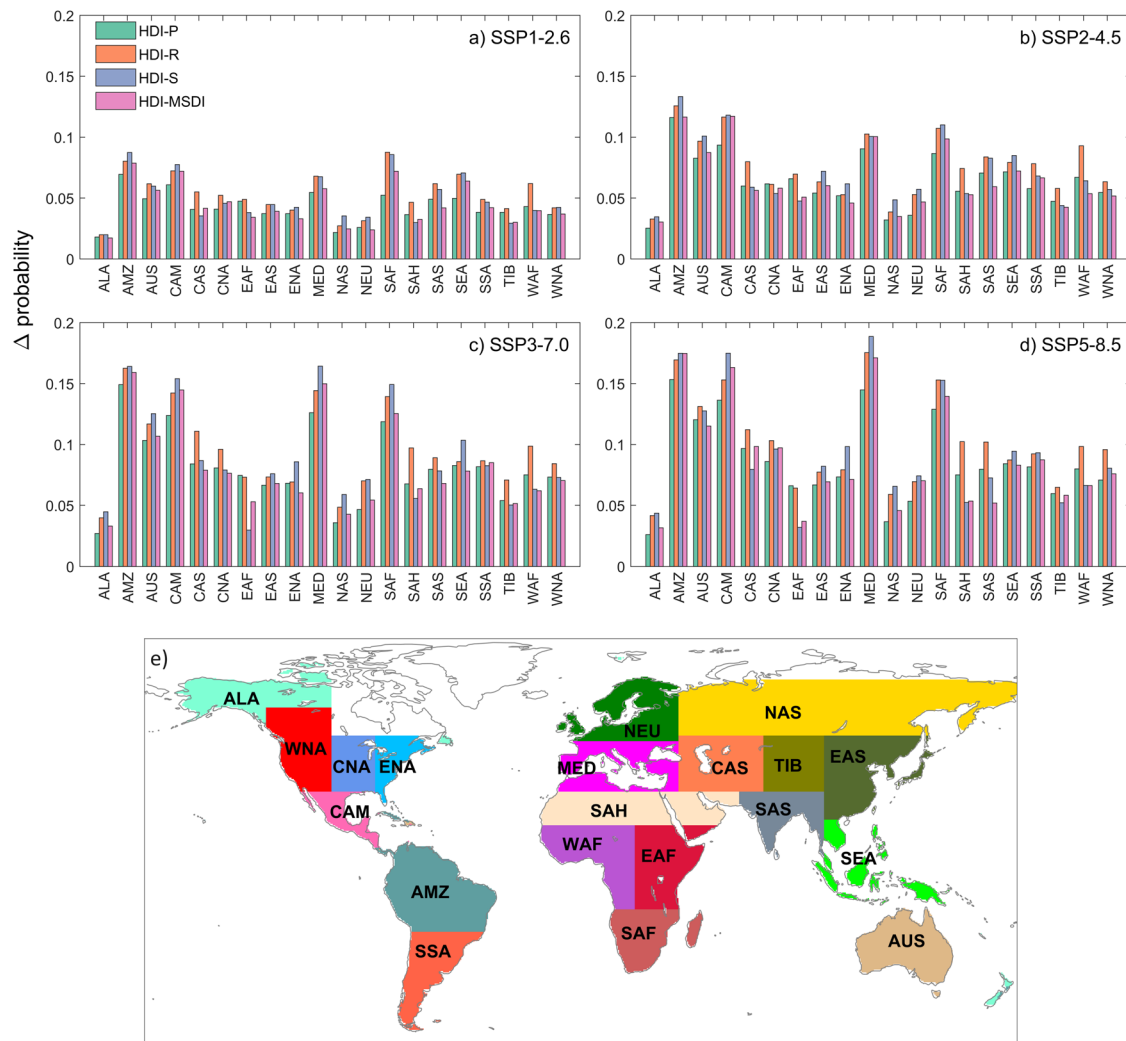 Δ probability
0.2
0.15
0.1
0.05
0
HDI-P
HDI-R
HDI-S
HDI-MSDI
a) SSP1-2.6
ALA AMZ AUS CAM CAS CNA EAF EAS ENA MED NAS NEU SAF SAH SAS SEA SSA TIB WAF WNA
0.2
0.15
0.1
0.05
0
b) SSP2-4.5
ALA AMZ AUS CAM CAS CNA EAF EAS ENA MED NAS NEU SAF SAH SAS SEA SSA TIB WAF WNA
0.2
0.15
0.1
0.05
0
c) SSP3-7.0
ALA AMZ AUS CAM CAS CNA EAF EAS ENA MED NAS NEU SAF SAH SAS SEA SSA TIB WAF WNA
0.2
0.15
0.1
0.05
0
d) SSP5-8.5
ALA AMZ AUS CAM CAS CNA EAF EAS ENA MED NAS NEU SAF SAH SAS SEA SSA TIB WAF WNA
e)
ALA
NAS
NEU
WNA
EAS
CNA ENA
MED
CAS
TIB
CAM
SAH
SAS
WAF
EAF
SEA
AMZ
SAF
AUS
SSA